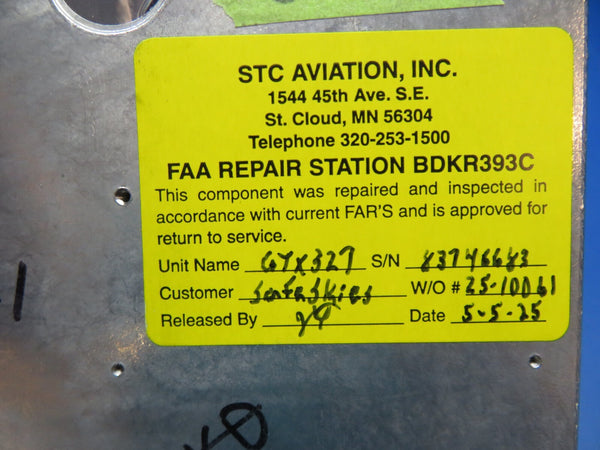 STC AVIATION, INC.
1544 45th Ave. S.E.
St. Cloud, MN 56304
Telephone 320-253-1500
FAA REPAIR STATION BDKR393C
This component was repaired and inspected in
accordance with current FAR'S and is approved for
return to service.
Unit Name GTX327 S/N 83746683
Customer W/O # 25-10061
Released By Date 5-5-25